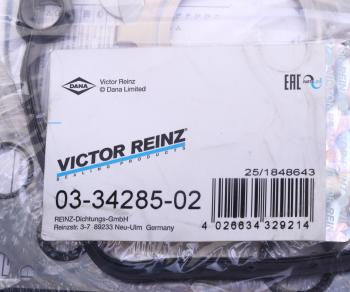 DANA
Victor Reinz
© Dana Limited
EAC
VICTOR REINZ®
SEALING PRODUCTS
25/1848643
03-34285-02
REINZ-Dichtungs-GmbH
Reinzstr. 3-7 89233 Neu-Ulm Germany
4 026634 329214